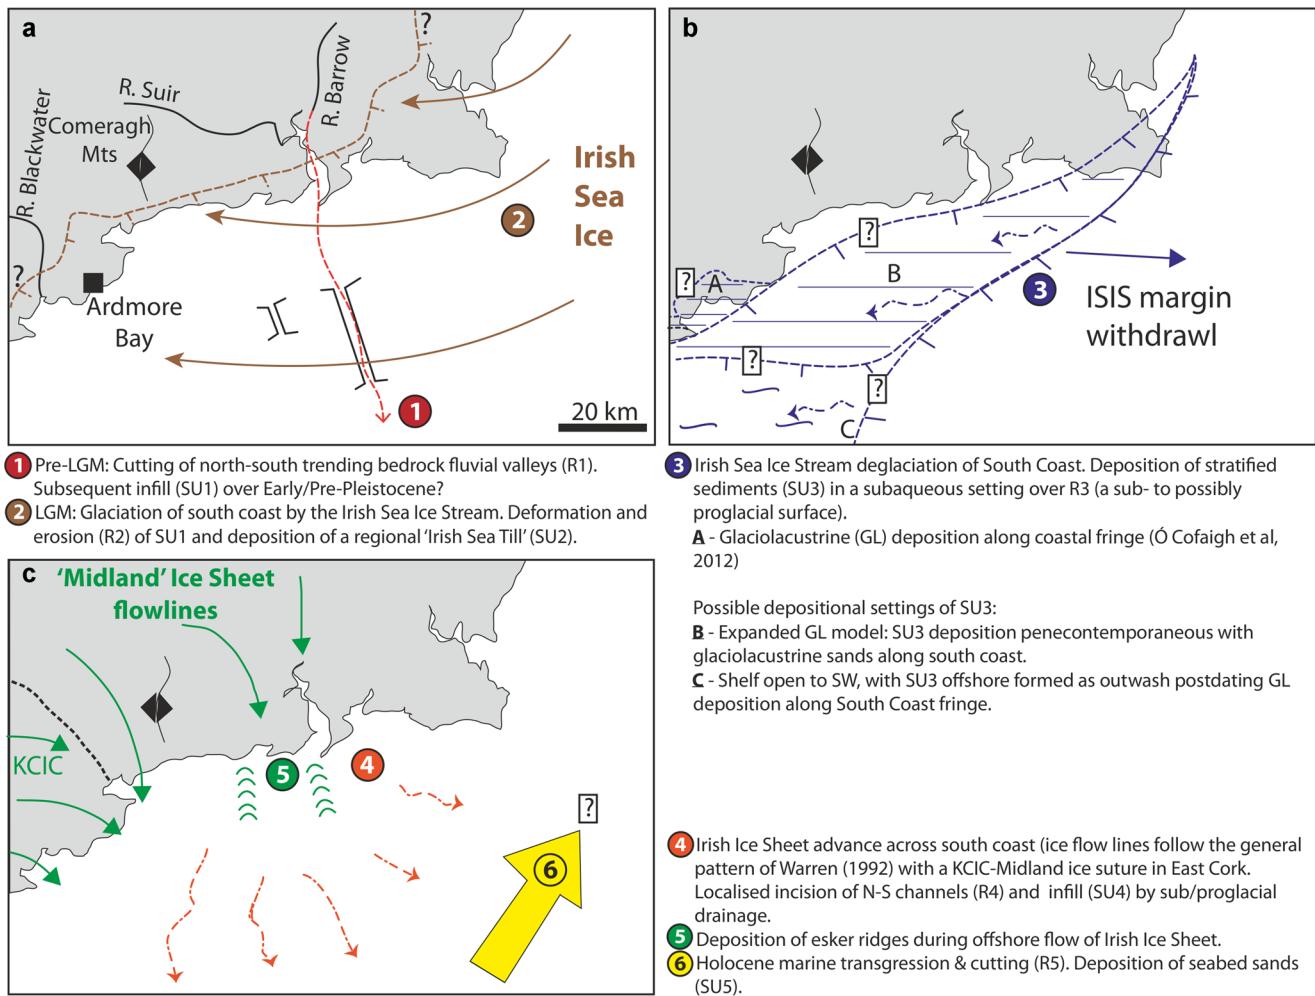 a
?
R. Barrow
R. Suir
R. Blackwater
Comeragh
Mts
Irish
Sea
Ice
2
?
Ardmore
Bay
1
20 km
b
?
?
A
B
3
ISIS margin
withdrawl
?
?
C
1 Pre-LGM: Cutting of north-south trending bedrock fluvial valleys (R1).
Subsequent infill (SU1) over Early/Pre-Pleistocene?
2 LGM: Glaciation of south coast by the Irish Sea Ice Stream. Deformation and
erosion (R2) of SU1 and deposition of a regional ‘Irish Sea Till’ (SU2).
3 Irish Sea Ice Stream deglaciation of South Coast. Deposition of stratified
sediments (SU3) in a subaqueous setting over R3 (a sub- to possibly
proglacial surface).
A - Glaciolacustrine (GL) deposition along coastal fringe (Ó Cofaigh et al,
2012)
Possible depositional settings of SU3:
B - Expanded GL model: SU3 deposition penecontemporaneous with
glaciolacustrine sands along south coast.
C - Shelf open to SW, with SU3 offshore formed as outwash postdating GL
deposition along South Coast fringe.
c
‘Midland’ Ice Sheet
flowlines
KCIC
5
4
?
6
4 Irish Ice Sheet advance across south coast (ice flow lines follow the general
pattern of Warren (1992) with a KCIC-Midland ice suture in East Cork.
Localised incision of N-S channels (R4) and infill (SU4) by sub/proglacial
drainage.
5 Deposition of esker ridges during offshore flow of Irish Ice Sheet.
6 Holocene marine transgression & cutting (R5). Deposition of seabed sands
(SU5).